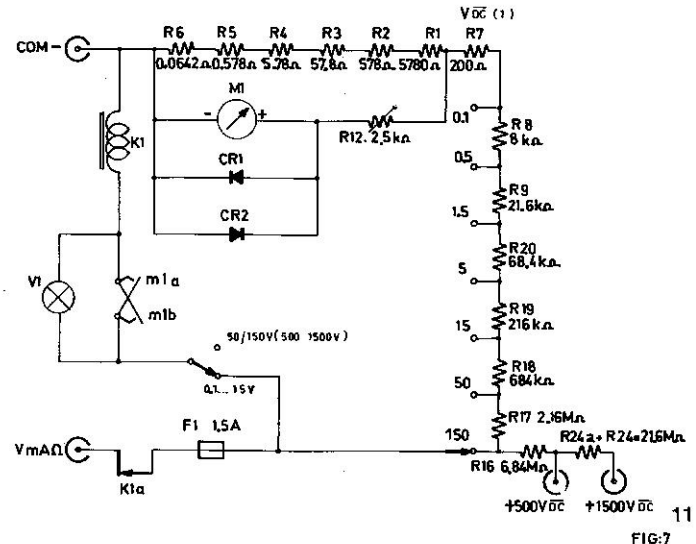 V DC (1)
COM -
R6 R5 R4 R3 R2 R1 R7
0.0642Ω 0.578Ω 5.78Ω 57.8Ω 578Ω 5780Ω 200Ω
M1
- +
K1
R12. 2,5kΩ
0.1
R8
8 kΩ
CR1
0.5
R9
21.6kΩ
CR2
1.5
R20
68.4kΩ
V1
m1a
m1b
5
R19
216 kΩ
50/150V(500 1500V)
15
R18
684kΩ
0,1... 15V
50
R17 2,16MΩ
F1 1,5A
150
R24a + R24=21,6MΩ
VmAΩ
R16 6,84MΩ
K1a
+500V DC +1500V DC
11
FIG:7